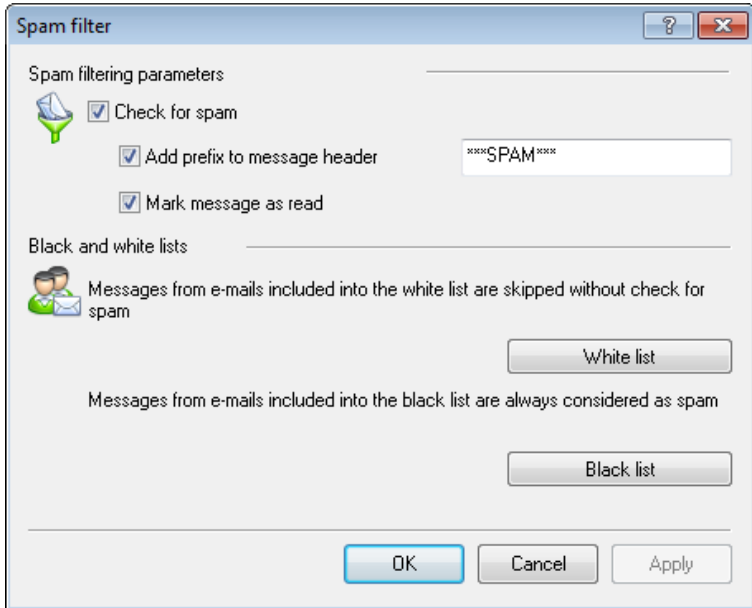 Spam filter
Spam filtering parameters
Check for spam
Add prefix to message header
***SPAM***
Mark message as read
Black and white lists
Messages from e-mails included into the white list are skipped without check for
spam
White list
Messages from e-mails included into the black list are always considered as spam
Black list
OK Cancel Apply